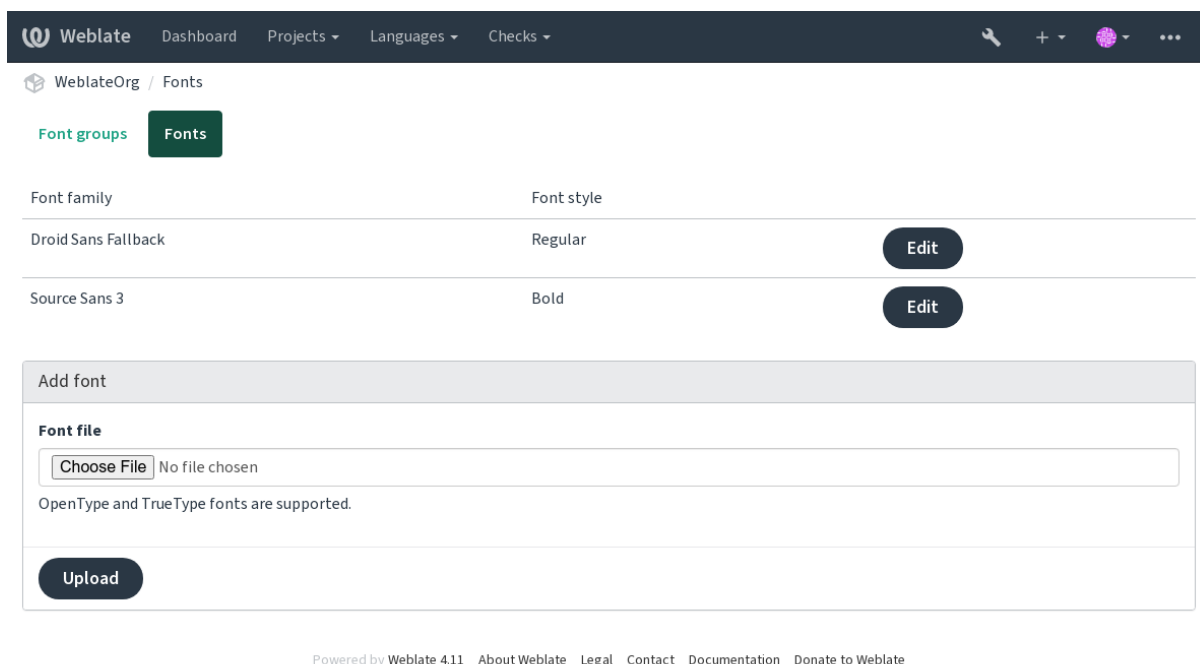 Weblate Dashboard Projects Languages Checks
WeblateOrg / Fonts
Font groups Fonts
Font family Font style
Droid Sans Fallback Regular Edit
Source Sans 3 Bold Edit
Add font
Font file
Choose File No file chosen
OpenType and TrueType fonts are supported.
Upload
Powered by Weblate 4.11 About Weblate Legal Contact Documentation Donate to Weblate